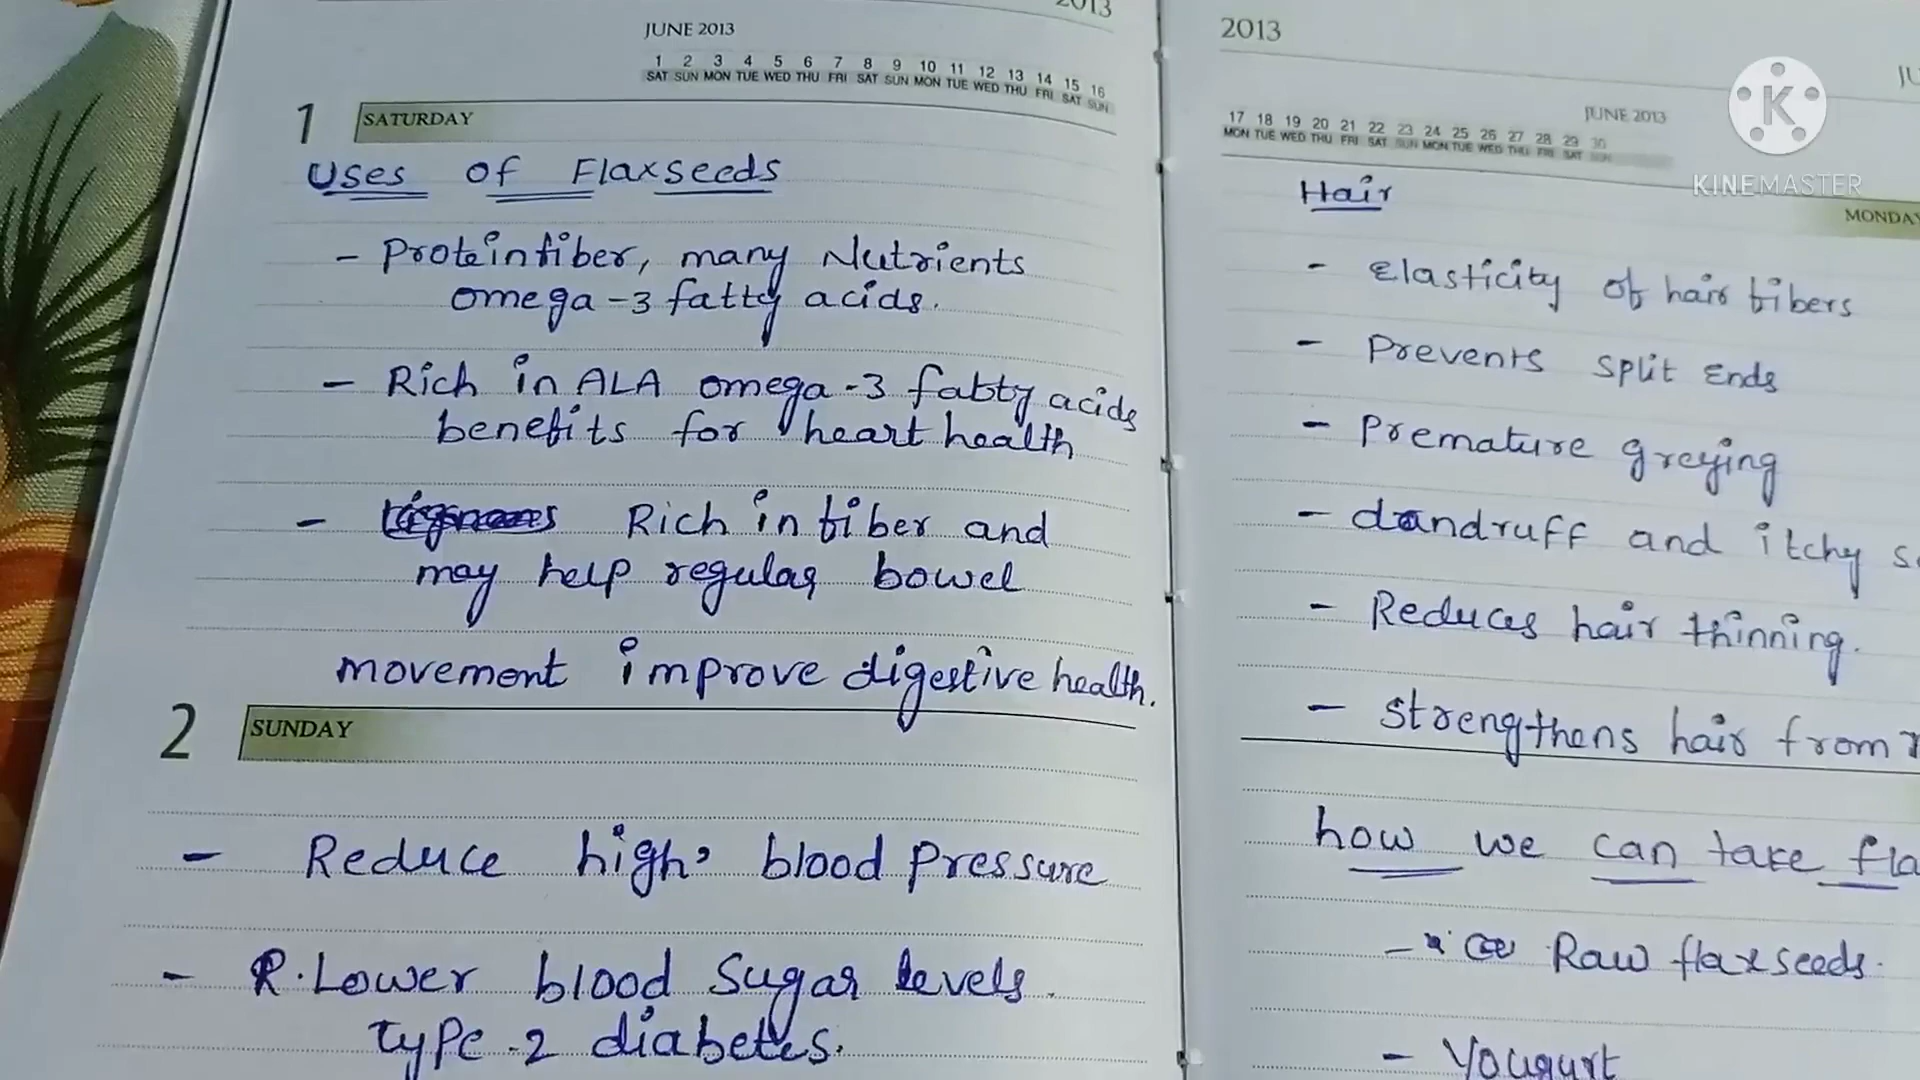 2013
JUNE 2013
1 2 3 4 5 6 7 8 9 10 11 12 13 14 15 16
SAT SUN MON TUE WED THU FRI SAT SUN MON TUE WED THU FRI SAT SUN
1 SATURDAY
Uses of Flaxseeds
- Protein fiber, many Nutrients
omega -3 fatty acids.
- Rich in ALA omega -3 fatty acids
benefits for heart health
- Rich in fiber and
may help regular bowel
movement improve digestive health.
2 SUNDAY
- Reduce high, blood pressure
- R. Lower blood sugar levels.
type -2 diabetes.
2013
JUNE 2013
17 18 19 20 21 22 23 24 25 26 27 28 29 30
MON TUE WED THU FRI SAT SUN MON TUE WED THU FRI SAT SUN
MONDAY
Hair
- Elasticity of hair fibers
- Prevents split Ends
- Premature greying
- dandruff and itchy
- Reduces hair thinning.
- Strengthens hair from
how we can take
- Raw flaxseeds.
- Yougurt
K
KINEMASTER